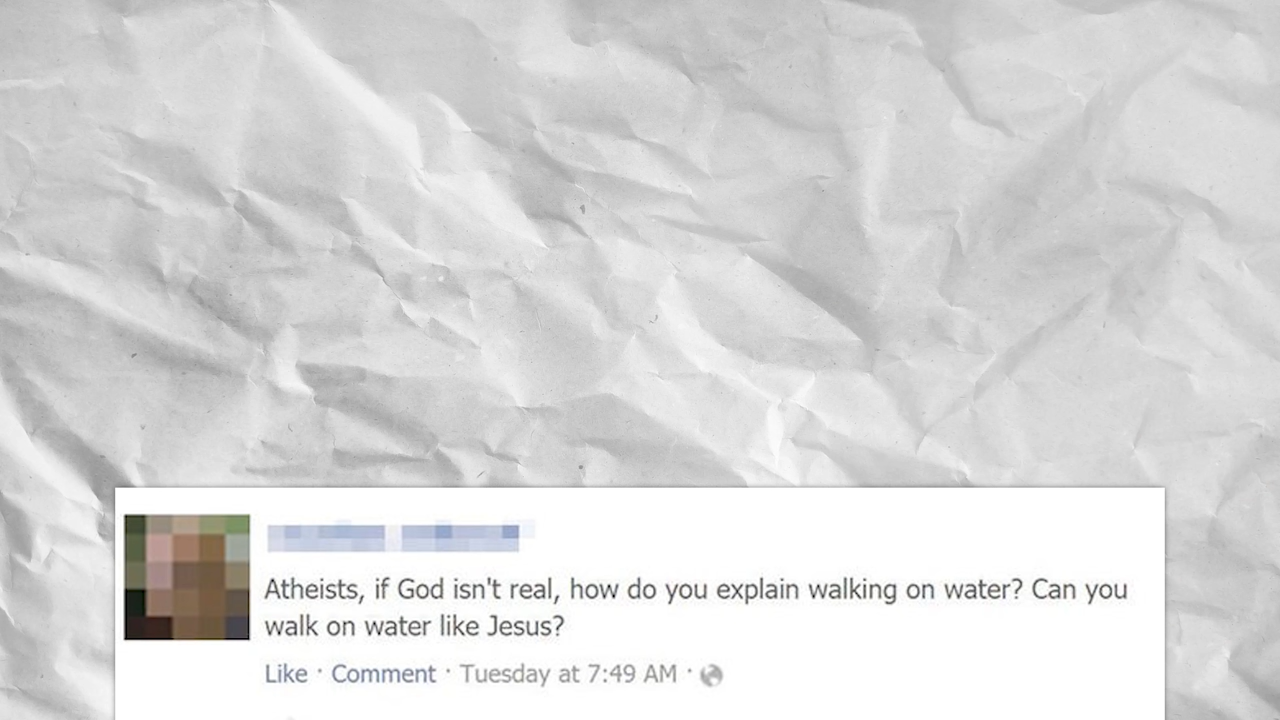 Atheists, if God isn't real, how do you explain walking on water? Can you
walk on water like Jesus?
Like · Comment · Tuesday at 7:49 AM ·